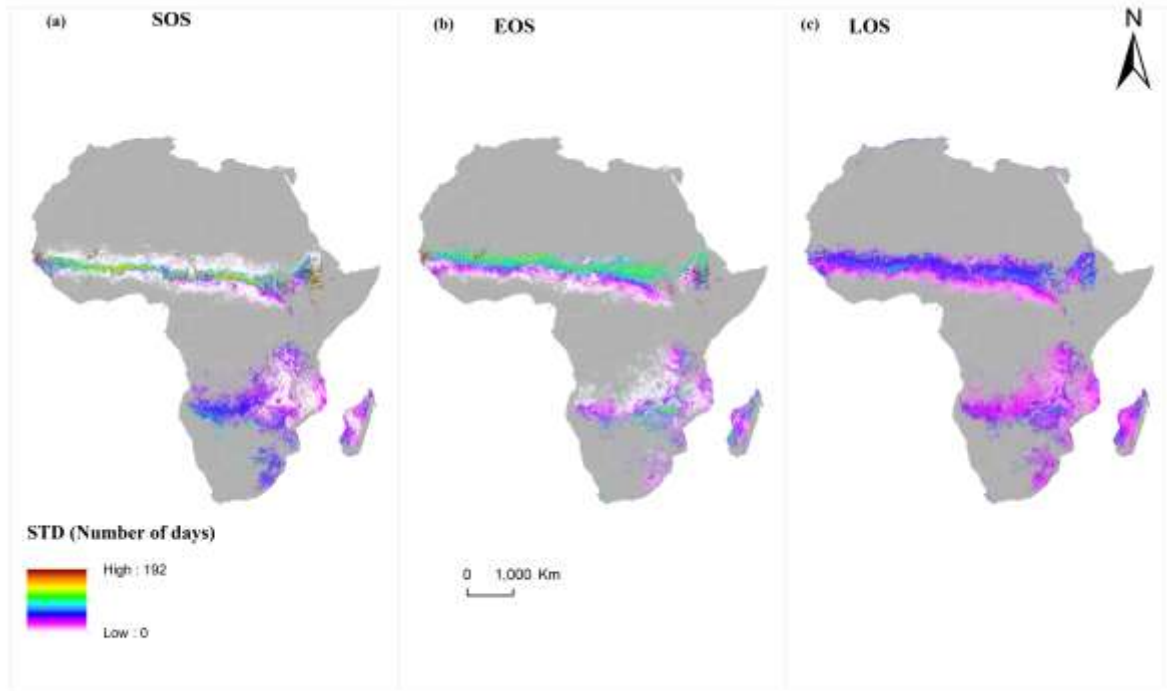 (a) SOS
(b) EOS
(c) LOS
N
STD (Number of days)
High : 192
Low : 0
0 1,000 Km